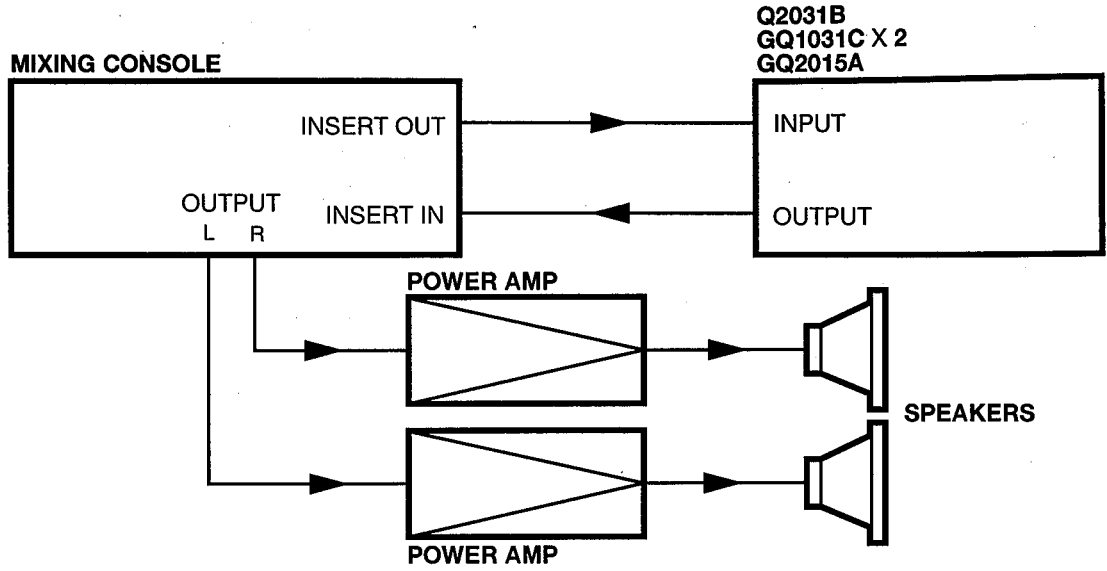 Q2031B
GQ1031C X 2
GQ2015A
MIXING CONSOLE
INSERT OUT
INPUT
OUTPUT
L R
INSERT IN
OUTPUT
POWER AMP
SPEAKERS
POWER AMP